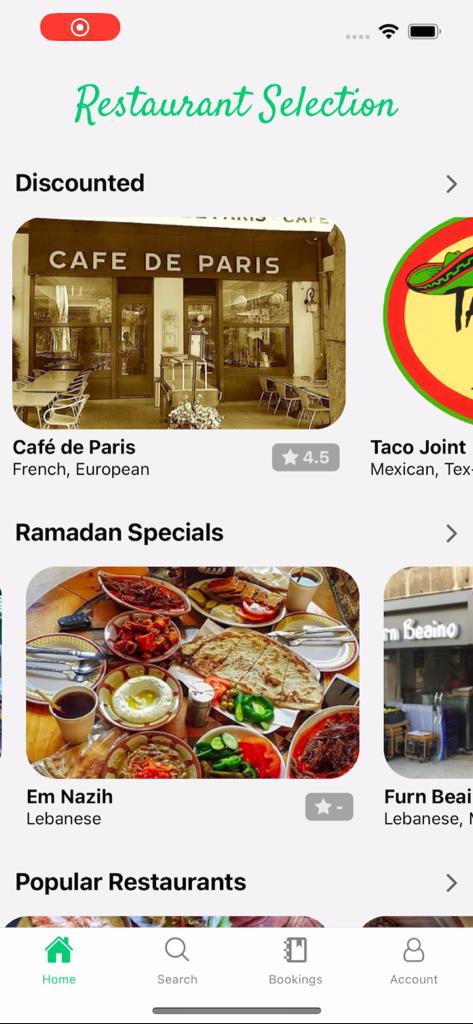 Restaurant Selection
Discounted
CAFE
CAFE DE PARIS
Café de Paris
French, European
4.5
Taco Joint
Mexican, Tex-
Ramadan Specials
Beaino
Em Nazih
Lebanese
-
Furn Beai
Lebanese,
Popular Restaurants
Home
Search
Bookings
Account